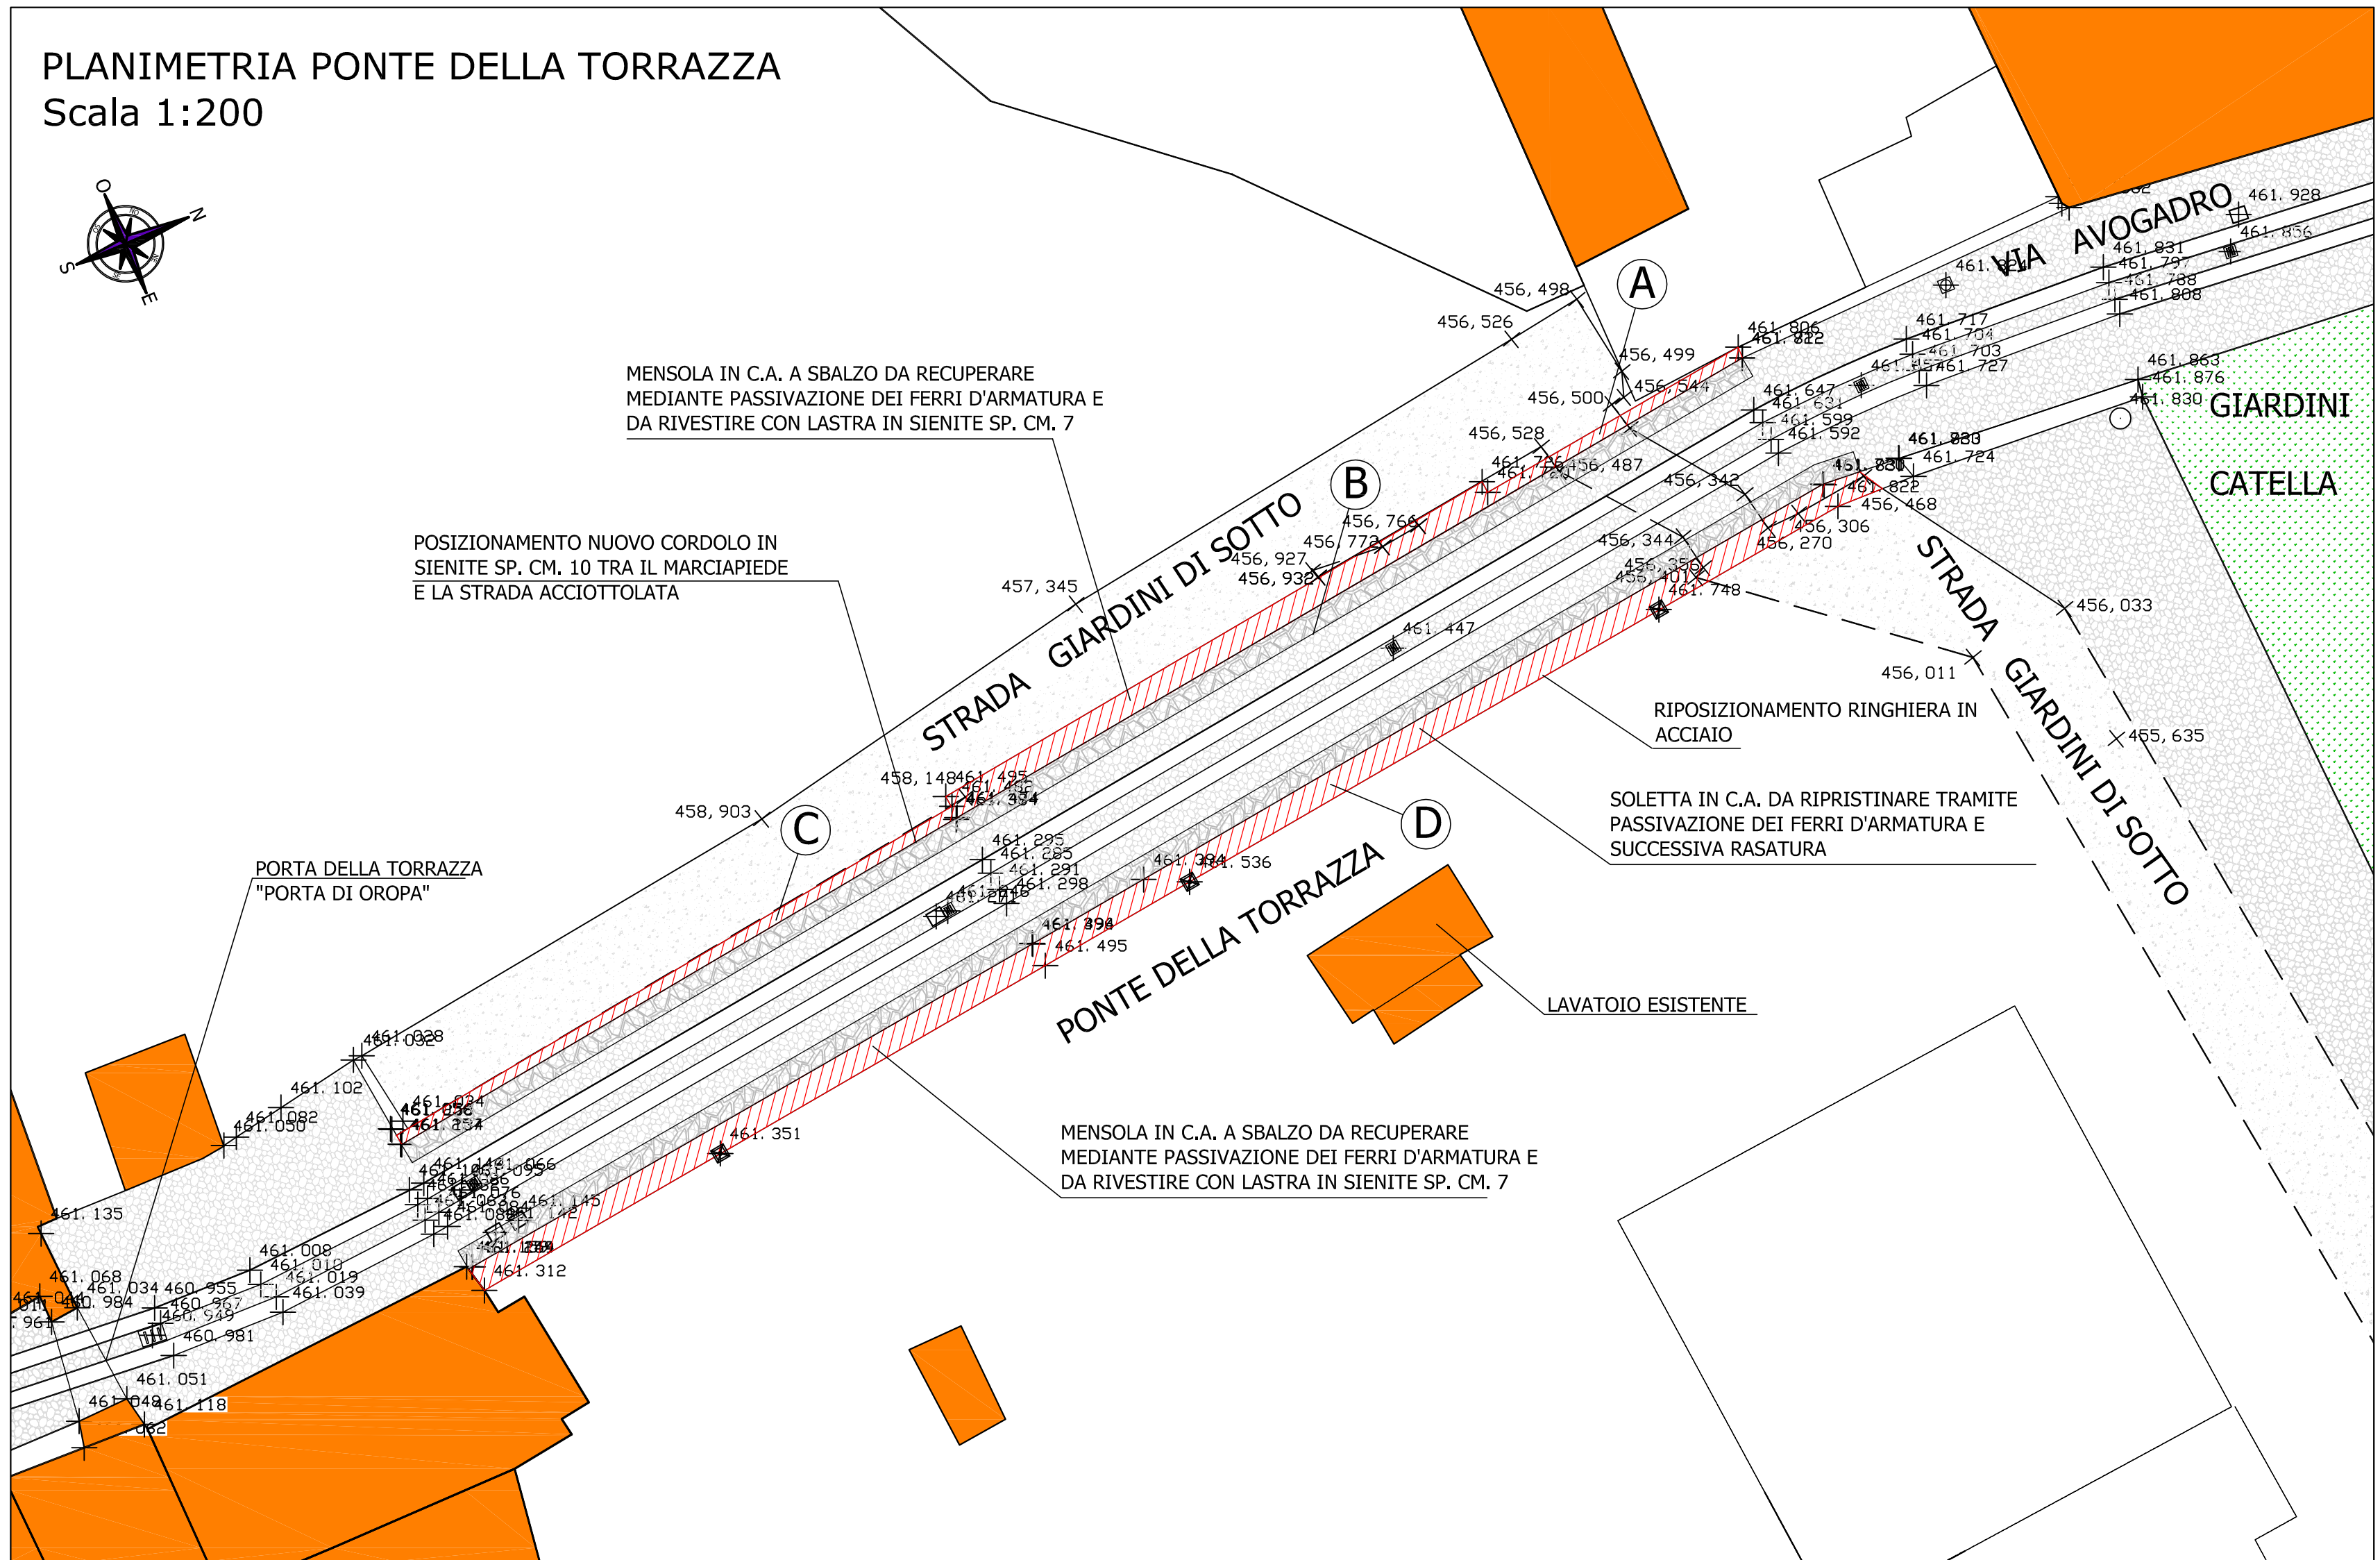 PLANIMETRIA PONTE DELLA TORRAZZA
Scala 1:200
O
N
S
E
MENSOLA IN C.A. A SBALZO DA RECUPERARE
MEDIANTE PASSIVAZIONE DEI FERRI D'ARMATURA E
DA RIVESTIRE CON LASTRA IN SIENITE SP. CM. 7
POSIZIONAMENTO NUOVO CORDOLO IN
SIENITE SP. CM. 10 TRA IL MARCIAPIEDE
E LA STRADA ACCIOTTOLATA
PORTA DELLA TORRAZZA
"PORTA DI OROPA"
A
B
C
D
VIA AVOGADRO
GIARDINI
CATELLA
STRADA GIARDINI DI SOTTO
STRADA GIARDINI DI SOTTO
PONTE DELLA TORRAZZA
RIPOSIZIONAMENTO RINGHIERA IN
ACCIAIO
SOLETTA IN C.A. DA RIPRISTINARE TRAMITE
PASSIVAZIONE DEI FERRI D'ARMATURA E
SUCCESSIVA RASATURA
LAVATOIO ESISTENTE
MENSOLA IN C.A. A SBALZO DA RECUPERARE
MEDIANTE PASSIVAZIONE DEI FERRI D'ARMATURA E
DA RIVESTIRE CON LASTRA IN SIENITE SP. CM. 7
456,498
456,526
456,499
456,544
456,500
456,528
456,487
456,342
456,766
456,772
456,927
456,932
457,345
458,148
458,903
456,344
456,356
456,270
456,306
456,468
456,033
456,011
455,635
461.928
461.856
461.831
461.797
461.788
461.808
461.717
461.704
461.703
461.727
461.863
461.876
461.830
461.806
461.647
461.631
461.599
461.592
461.724
461.822
461.748
461.447
461.495
461.295
461.285
461.291
461.298
461.536
461.495
461.351
461.028
461.032
461.102
461.082
461.050
461.034
461.135
461.145
461.312
461.008
461.010
461.019
461.039
461.068
461.034
460.955
460.984
460.967
460.949
460.981
461.051
461.048
461.118